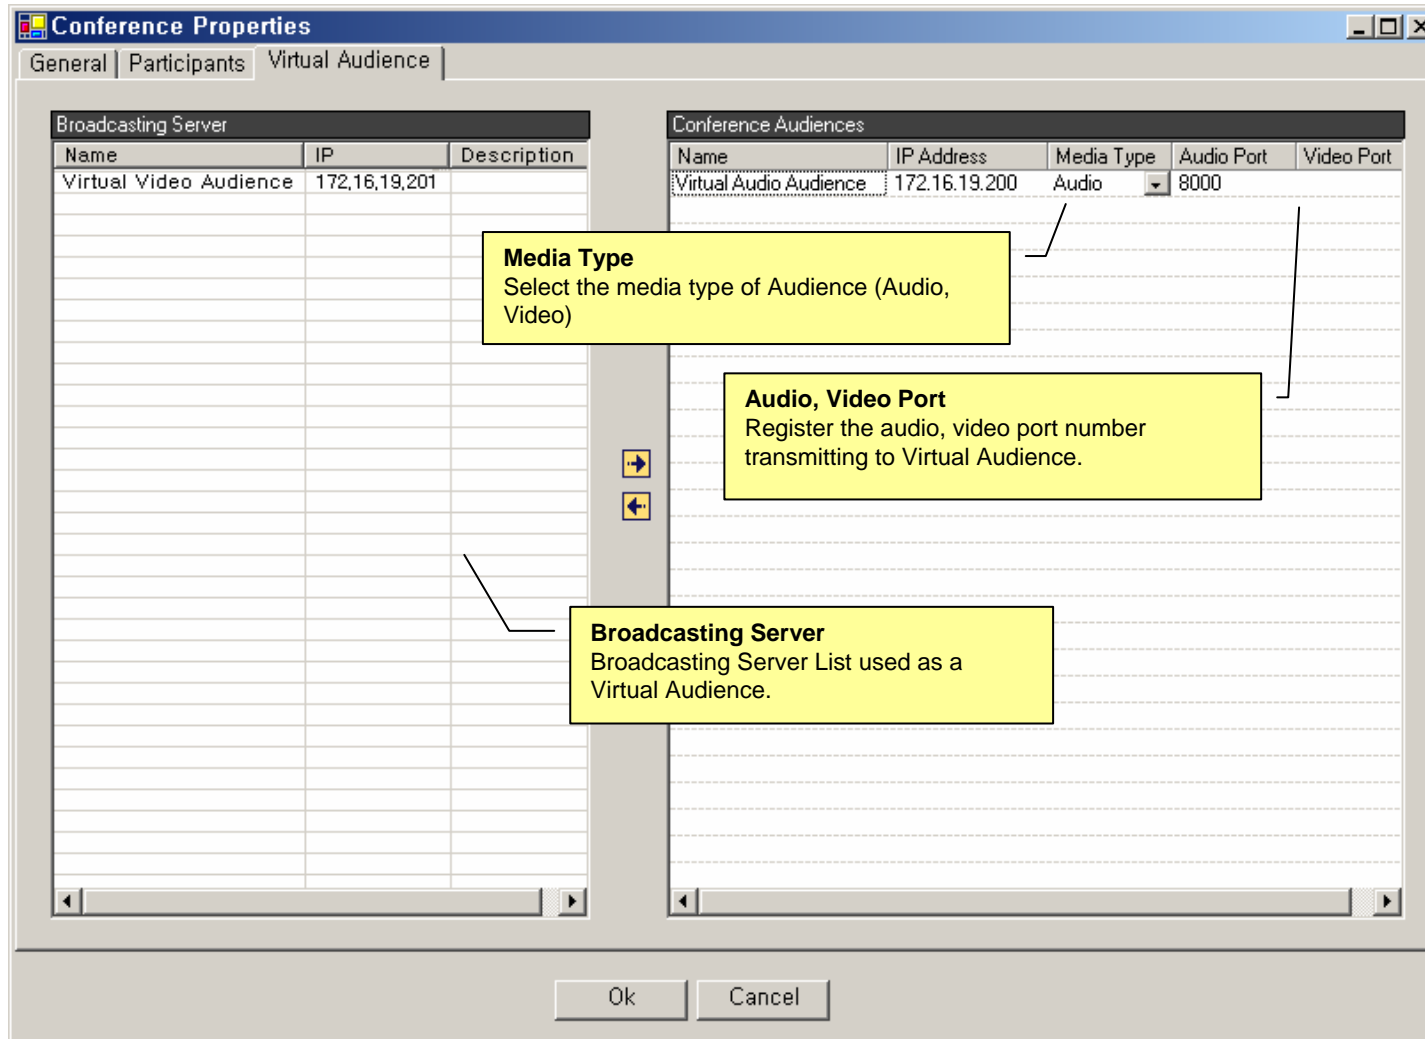 Conference Properties
General Participants Virtual Audience
Broadcasting Server
Name IP Description
Virtual Video Audience 172,16,19,201
Conference Audiences
Name IP Address Media Type Audio Port Video Port
Virtual Audio Audience 172.16.19.200 Audio 8000
Media Type
Select the media type of Audience (Audio,
Video)
Audio, Video Port
Register the audio, video port number
transmitting to Virtual Audience.
Broadcasting Server
Broadcasting Server List used as a
Virtual Audience.
Ok Cancel